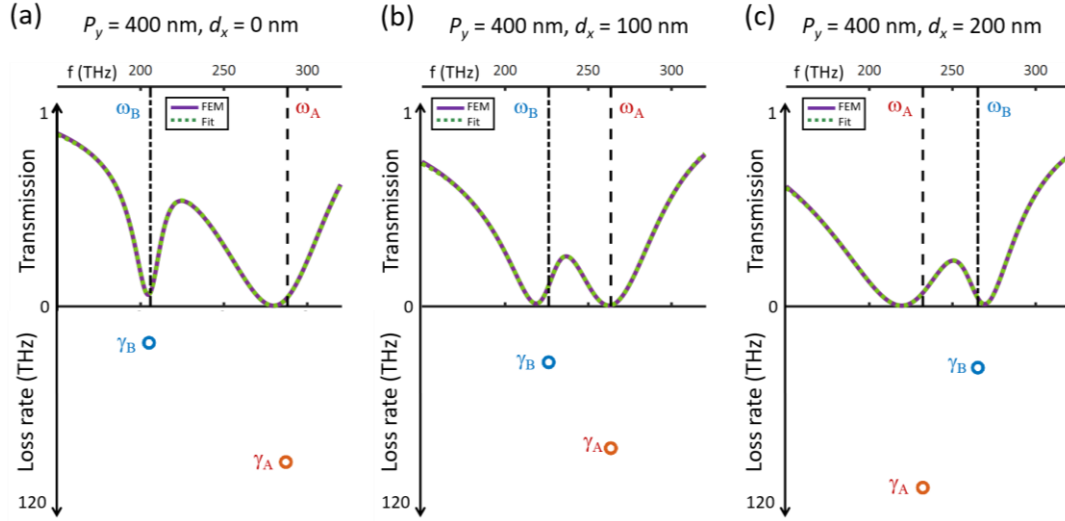 (a)
P_y = 400 nm, d_x = 0 nm
f (THz) 200 250 300
ω_B
FEM
Fit
ω_A
1
Transmission
0
γ_B
Loss rate (THz)
γ_A
120
(b)
P_y = 400 nm, d_x = 100 nm
f (THz) 200 250 300
ω_B
FEM
Fit
ω_A
1
Transmission
0
γ_B
Loss rate (THz)
γ_A
120
(c)
P_y = 400 nm, d_x = 200 nm
f (THz) 200 250 300
FEM
Fit
ω_A
ω_B
1
Transmission
0
γ_B
Loss rate (THz)
γ_A
120